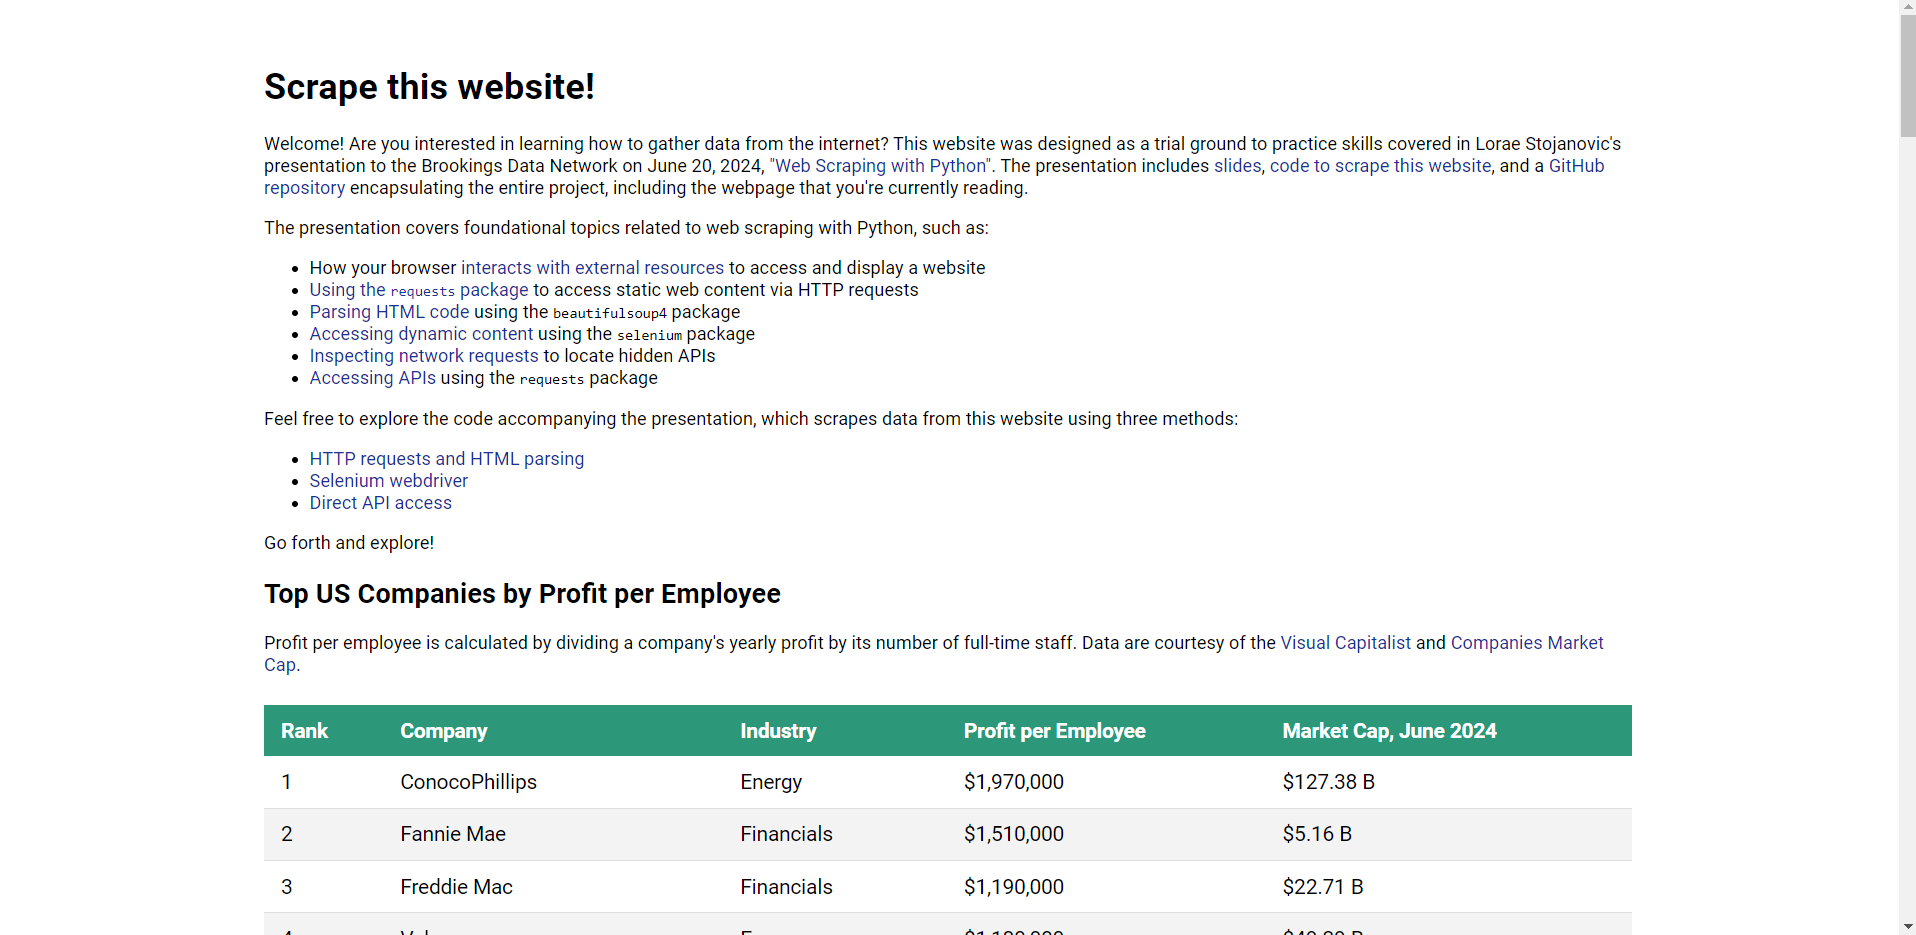 Scrape this website!
Welcome! Are you interested in learning how to gather data from the internet? This website was designed as a trial ground to practice skills covered in Lorae Stojanovic's
presentation to the Brookings Data Network on June 20, 2024, "Web Scraping with Python". The presentation includes slides, code to scrape this website, and a GitHub
repository encapsulating the entire project, including the webpage that you're currently reading.
The presentation covers foundational topics related to web scraping with Python, such as:
• How your browser interacts with external resources to access and display a website
• Using the requests package to access static web content via HTTP requests
• Parsing HTML code using the beautifulsoup4 package
• Accessing dynamic content using the selenium package
• Inspecting network requests to locate hidden APIs
• Accessing APIs using the requests package
Feel free to explore the code accompanying the presentation, which scrapes data from this website using three methods:
• HTTP requests and HTML parsing
• Selenium webdriver
• Direct API access
Go forth and explore!
Top US Companies by Profit per Employee
Profit per employee is calculated by dividing a company's yearly profit by its number of full-time staff. Data are courtesy of the Visual Capitalist and Companies Market
Cap.
Rank Company Industry Profit per Employee Market Cap, June 2024
1 ConocoPhillips Energy $1,970,000 $127.38 B
2 Fannie Mae Financials $1,510,000 $5.16 B
3 Freddie Mac Financials $1,190,000 $22.71 B